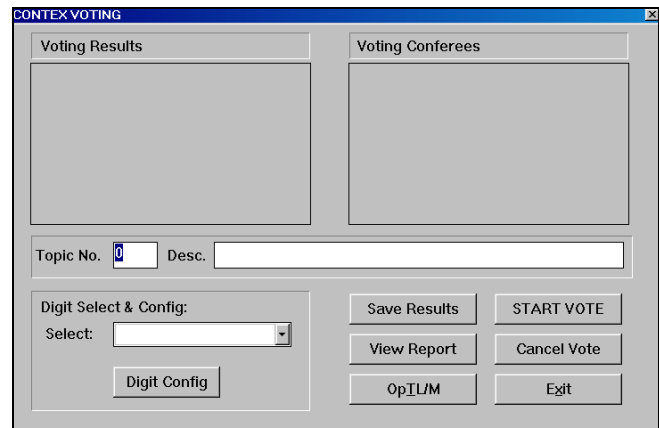 CONTEX VOTING
Voting Results
Voting Conferees
Topic No. 0 Desc.
Digit Select & Config:
Select:
Digit Config
Save Results START VOTE
View Report Cancel Vote
OpTL/M Exit